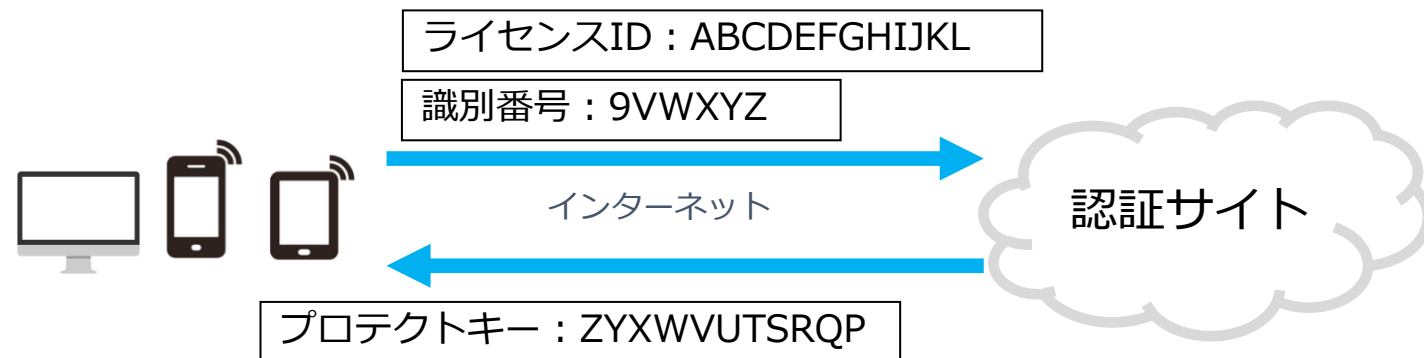 ライセンスID：ABCDEFGHIJKL
識別番号：9VWXYZ
インターネット
認証サイト
プロテクトキー：ZYXWVUTSRQP